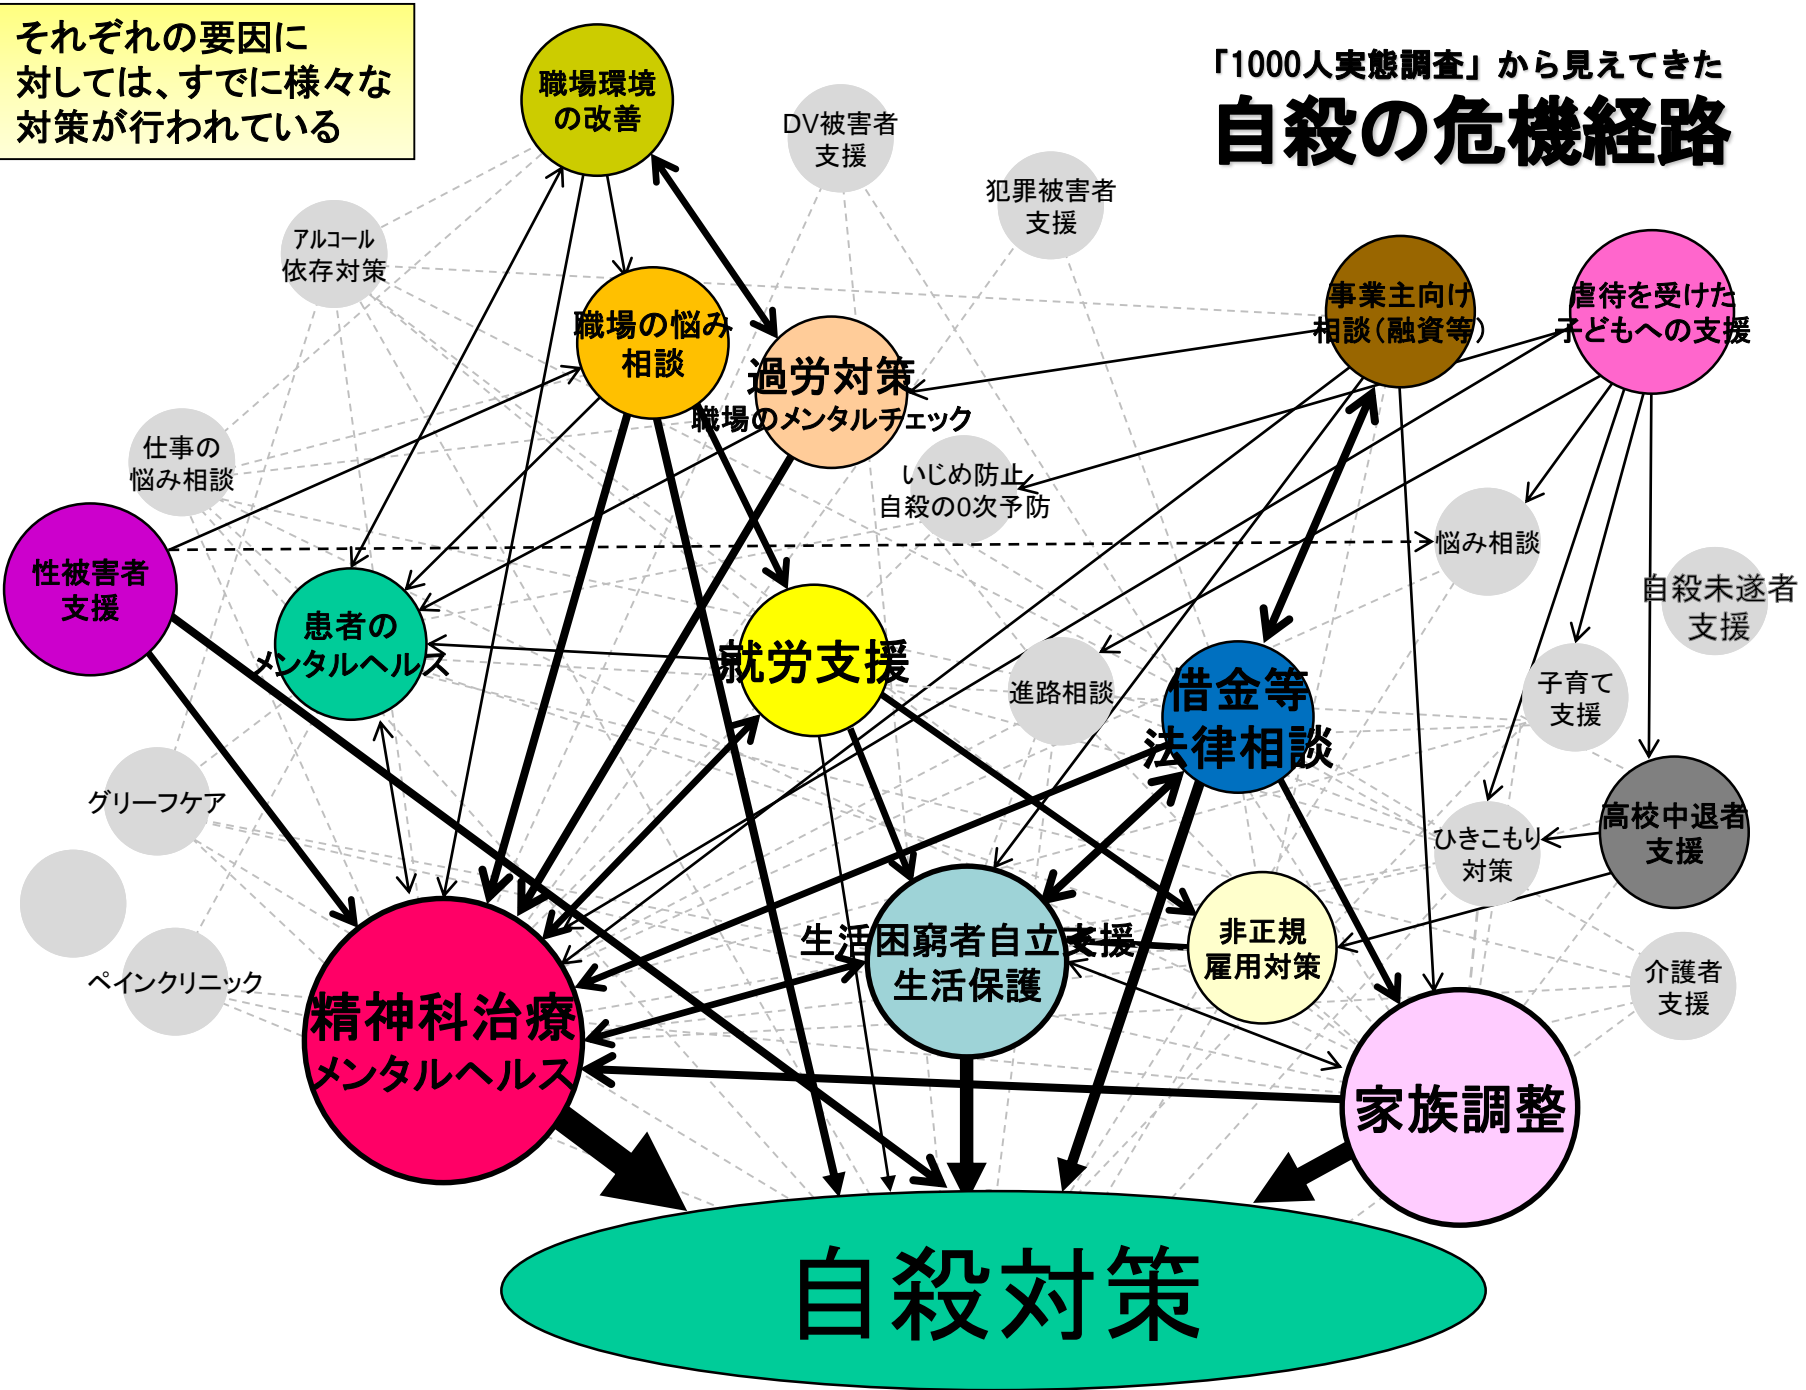 それぞれの要因に
対しては、すでに様々な
対策が行われている
「1000人実態調査」から見えてきた
自殺の危機経路
職場環境
の改善
DV被害者
支援
犯罪被害者
支援
アルコール
依存対策
職場の悩み
相談
過労対策
職場のメンタルチェック
事業主向け
相談(融資等)
虐待を受けた
子どもへの支援
仕事の
悩み相談
いじめ防止
自殺の0次予防
悩み相談
性被害者
支援
患者の
メンタルヘルス
就労支援
進路相談
借金等
法律相談
自殺未遂者
支援
子育て
支援
グリーフケア
ひきこもり
対策
高校中退者
支援
ペインクリニック
生活困窮者自立支援
生活保護
非正規
雇用対策
介護者
支援
精神科治療
メンタルヘルス
家族調整
自殺対策